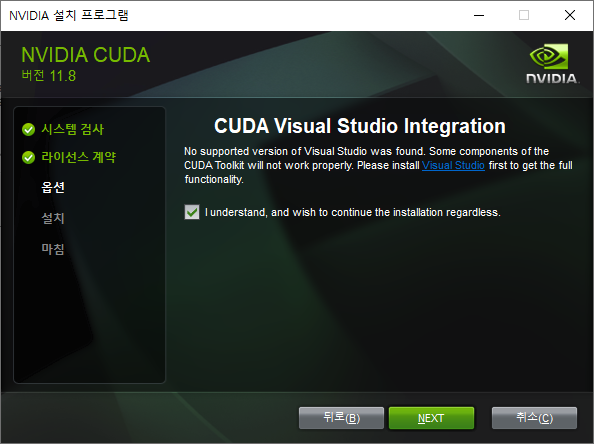 NVIDIA 설치 프로그램
NVIDIA CUDA
버전 11.8
NVIDIA.
시스템 검사
라이선스 계약
옵션
설치
마침
CUDA Visual Studio Integration
No supported version of Visual Studio was found. Some components of the
CUDA Toolkit will not work properly. Please install Visual Studio first to get the full
functionality.
I understand, and wish to continue the installation regardless.
뒤로(B)
NEXT
취소(C)